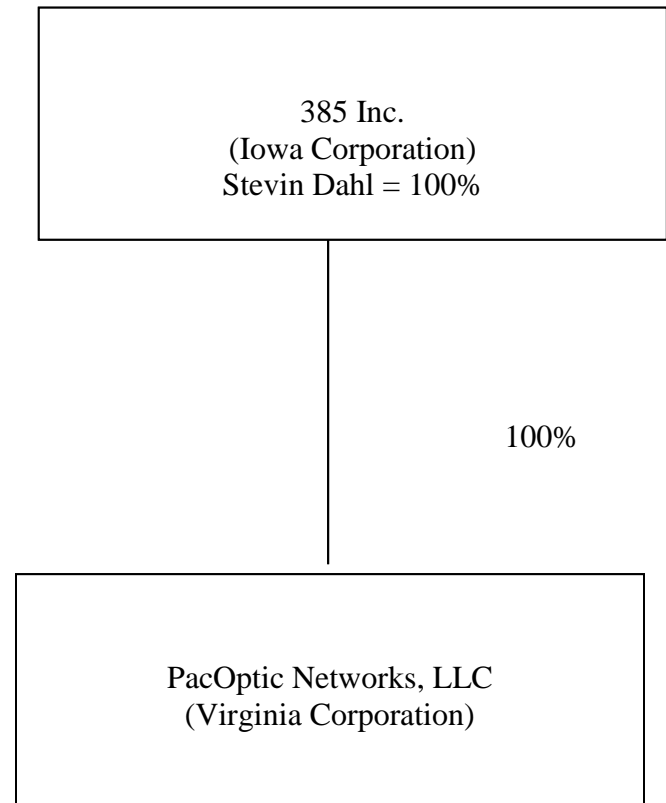 385 Inc.
(Iowa Corporation)
Stevin Dahl = 100%
100%
PacOptic Networks, LLC
(Virginia Corporation)